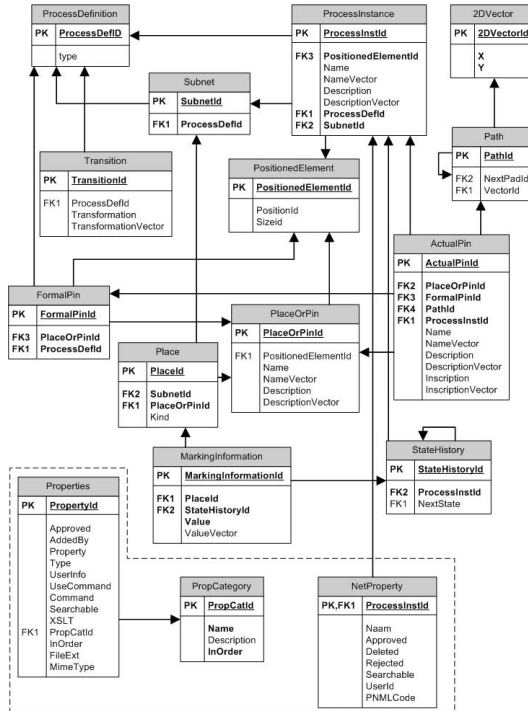 ProcessDefinition
PK ProcessDefID
type
ProcessInstance
PK ProcessInstId
FK3 PositionedElementId
Name
NameVector
Description
DescriptionVector
FK1 ProcessDefId
FK2 SubnetId
2DVector
PK 2DVectorId
X
Y
Subnet
PK SubnetId
FK1 ProcessDefId
Path
PK PathId
FK2 NextPadId
FK1 VectorId
Transition
PK TransitionId
FK1 ProcessDefId
Transformation
TransformationVector
PositionedElement
PK PositionedElementId
PositionId
Sizeid
ActualPin
PK ActualPinId
FK2 PlaceOrPinId
FK3 FormalPinId
FK4 PathId
FK1 ProcessInstId
Name
NameVector
Description
DescriptionVector
Inscription
InscriptionVector
FormalPin
PK FormalPinId
FK3 PlaceOrPinId
FK1 ProcessDefId
PlaceOrPin
PK PlaceOrPinId
FK1 PositionedElementId
Name
NameVector
Description
DescriptionVector
Place
PK PlaceId
FK2 SubnetId
FK1 PlaceOrPinId
Kind
MarkingInformation
PK MarkingInformationId
FK1 PlaceId
FK2 StateHistoryId
Value
ValueVector
StateHistory
PK StateHistoryId
FK2 ProcessInstId
FK1 NextState
Properties
PK PropertyId
Approved
AddedBy
Property
Type
UserInfo
UseCommand
Command
Searchable
XSLT
FK1 PropCatId
InOrder
FileExt
MimeType
PropCategory
PK PropCatId
Name
Description
InOrder
NetProperty
PK,FK1 ProcessInstId
Naam
Approved
Deleted
Rejected
Searchable
UserId
PNMLCode